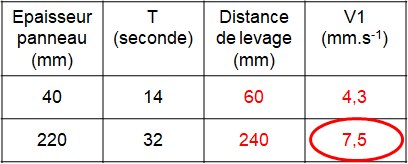 Epaisseur panneau (mm) T (seconde) Distance de levage (mm) V1 (mm.s-1)
40 14 60 4,3
220 32 240 7,5